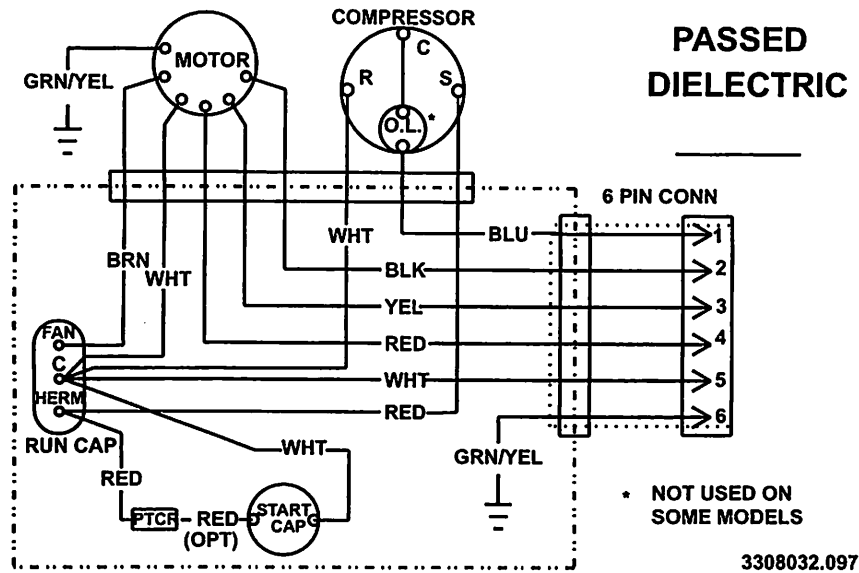 COMPRESSOR
PASSED
DIELECTRIC
MOTOR
C
R
S
GRN/YEL
O.L. *
6 PIN CONN
WHT
BLU
1
BRN
WHT
BLK
2
YEL
3
FAN
RED
4
C
WHT
5
HERM
RED
6
RUN CAP
WHT
GRN/YEL
RED
PTCR
RED
(OPT)
START
CAP
* NOT USED ON
SOME MODELS
3308032.097